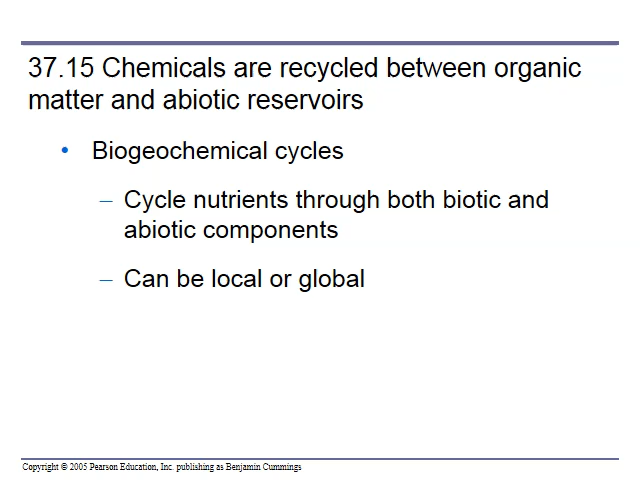 37.15 Chemicals are recycled between organic
matter and abiotic reservoirs
• Biogeochemical cycles
– Cycle nutrients through both biotic and
abiotic components
– Can be local or global
Copyright © 2005 Pearson Education, Inc. publishing as Benjamin Cummings